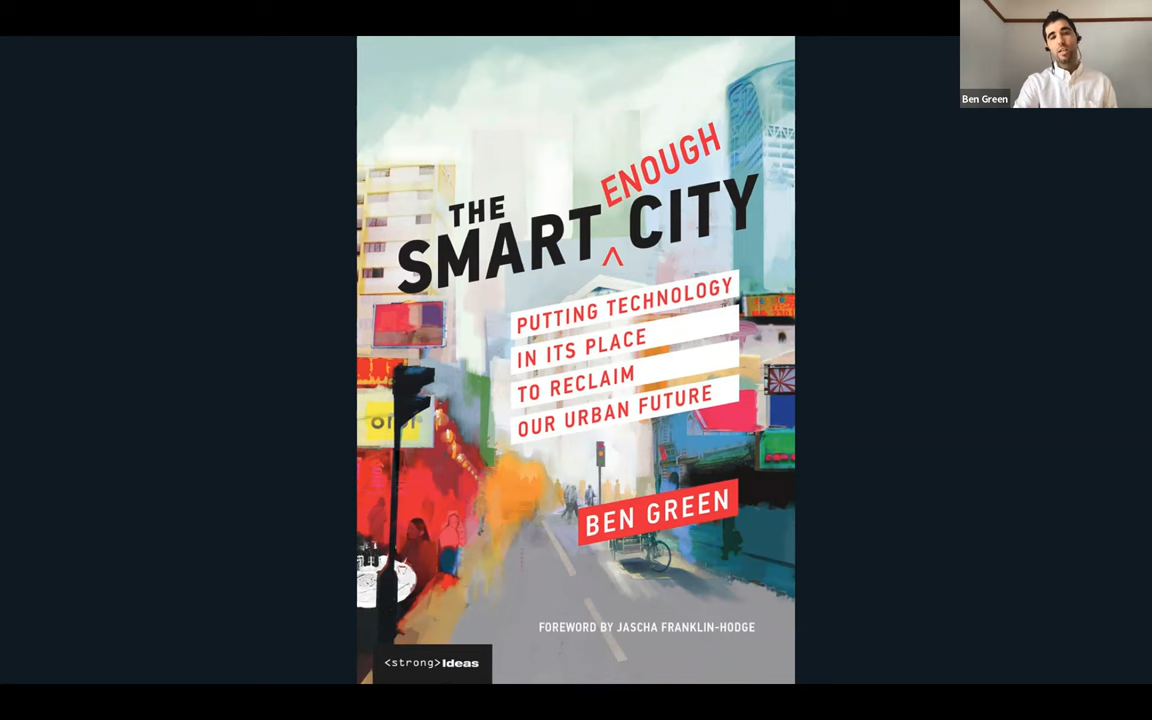 Ben Green
THE
ENOUGH
SMART CITY
^
PUTTING TECHNOLOGY
IN ITS PLACE
TO RECLAIM
OUR URBAN FUTURE
BEN GREEN
FOREWORD BY JASCHA FRANKLIN-HODGE
<strong>Ideas